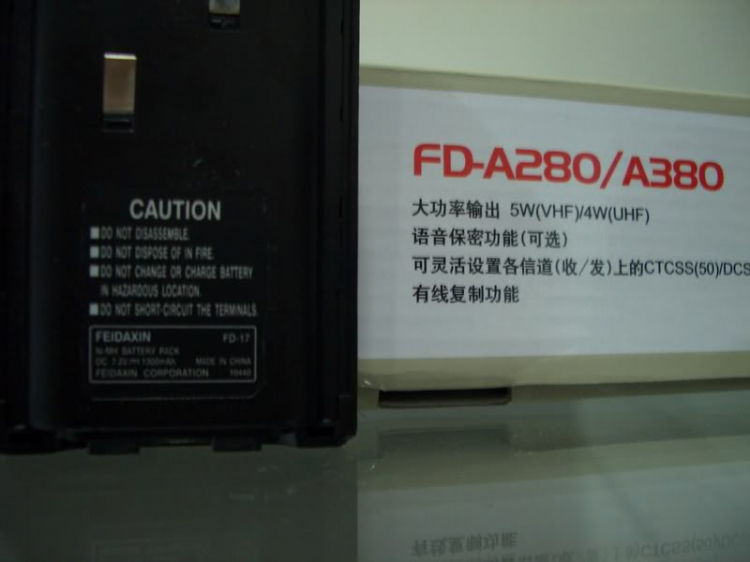 CAUTION
DO NOT DISASSEMBLE.
DO NOT DISPOSE OF IN FIRE.
DO NOT CHANGE OR CHARGE BATTERY
IN HAZARDOUS LOCATION.
DO NOT SHORT-CIRCUIT THE TERMINALS.
FEIDAXIN FD-17
Ni-MH BATTERY PACK
DC 7.2V 1300mAh MADE IN CHINA
FEIDAXIN CORPORATION
FD-A280/A380
大功率输出 5W(VHF)/4W(UHF)
语音保密功能(可选)
可灵活设置各信道(收/发)上的CTCSS(50)/DCS
有线复制功能